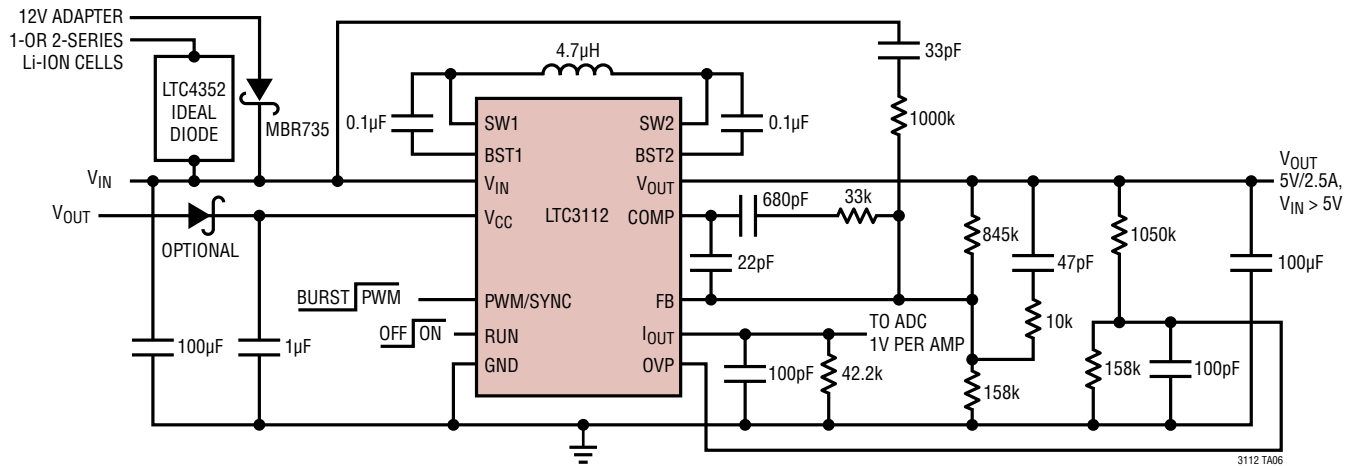 12V ADAPTER
1-OR 2-SERIES
Li-ION CELLS
LTC4352
IDEAL
DIODE
MBR735
4.7µH
0.1µF
0.1µF
33pF
1000k
SW1
SW2
BST1
BST2
VIN
VIN
VOUT
VOUT
5V/2.5A,
VIN > 5V
VOUT
OPTIONAL
VCC
LTC3112
COMP
680pF
33k
22pF
845k
47pF
1050k
100µF
BURST PWM
PWM/SYNC
FB
10k
OFF ON
RUN
IOUT
TO ADC
1V PER AMP
100µF
1µF
GND
OVP
100pF
42.2k
158k
158k
100pF
3112 TA06